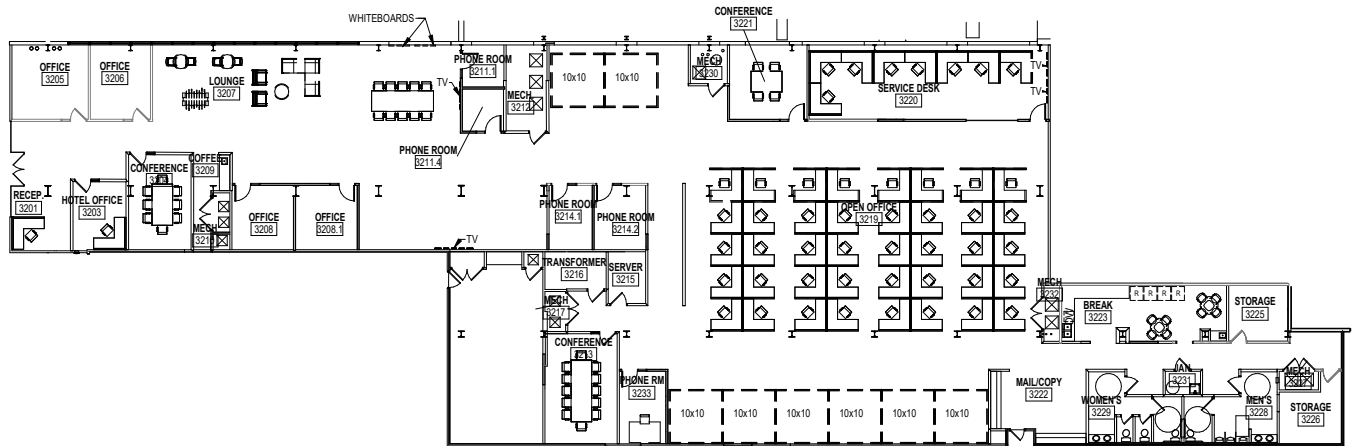 CONFERENCE
3221
WHITEBOARDS
OFFICE
3205
OFFICE
3206
LOUNGE
3207
PHONE ROOM
3211.1
TV
MECH
3212
10x10
10x10
MECH
3230
SERVICE DESK
3220
TV
TV
PHONE ROOM
3211.4
CONFERENCE
COFFEE
3209
RECEP.
3201
HOTEL OFFICE
3203
MECH
OFFICE
3208
OFFICE
3208.1
TV
PHONE ROOM
3214.1
PHONE ROOM
3214.2
OPEN OFFICE
3219
TRANSFORMER
3216
SERVER
3215
MECH
3217
CONFERENCE
3213
PHONE RM
3233
10x10
10x10
10x10
10x10
10x10
10x10
MECH
3232
DW
BREAK
3223
R
R
R
R
STORAGE
3225
MAIL/COPY
3222
WOMEN'S
3229
JAN.
3231
MEN'S
3228
MECH
STORAGE
3226